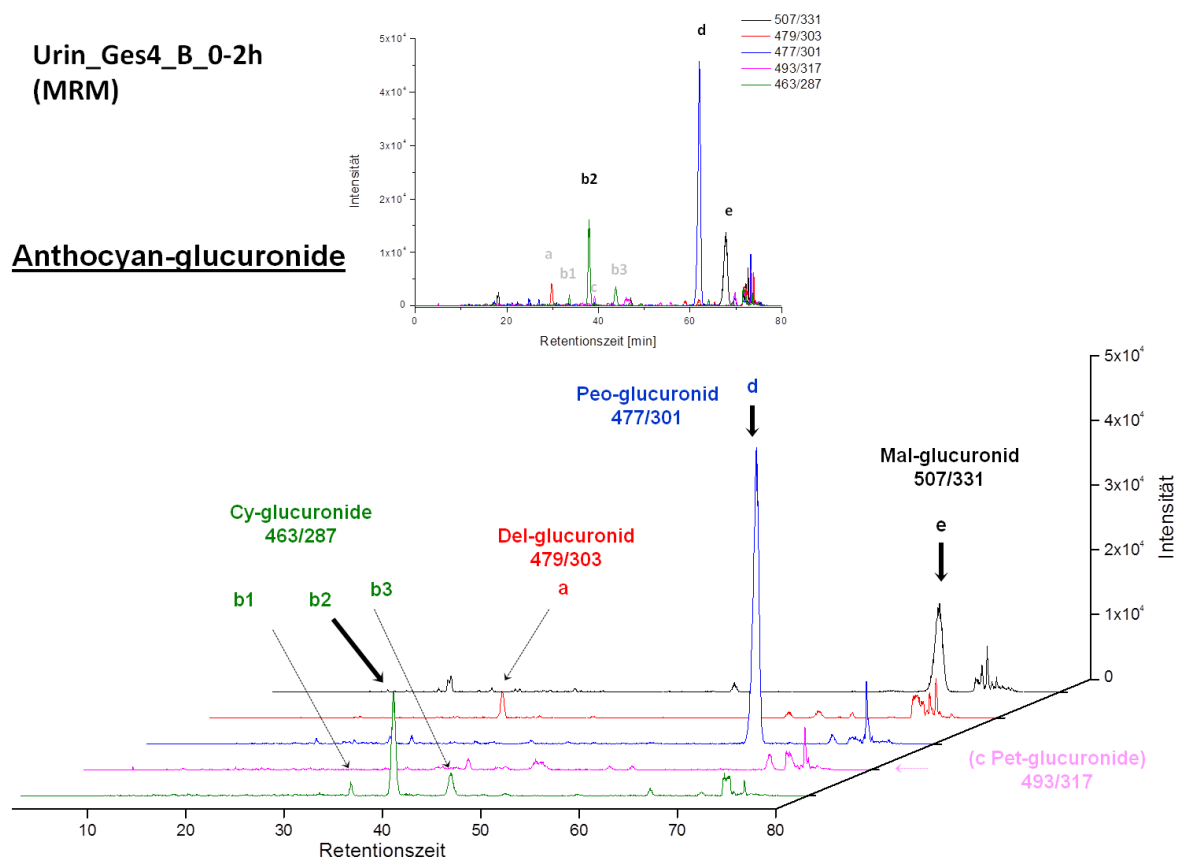 Urin_Ges4_B_0-2h
(MRM)
Anthocyan-glucuronide
507/331
479/303
477/301
493/317
463/287
d
b2
e
a
b1
c
b3
5x10⁴
4x10⁴
3x10⁴
2x10⁴
1x10⁴
0
Intensität
0 20 40 60 80
Retentionszeit [min]
Peo-glucuronid
477/301
d
Mal-glucuronid
507/331
e
Cy-glucuronide
463/287
b1 b2 b3
Del-glucuronid
479/303
a
(c Pet-glucuronide)
493/317
5x10⁴
4x10⁴
3x10⁴
2x10⁴
1x10⁴
0
Intensität
10 20 30 40 50 60 70 80
Retentionszeit